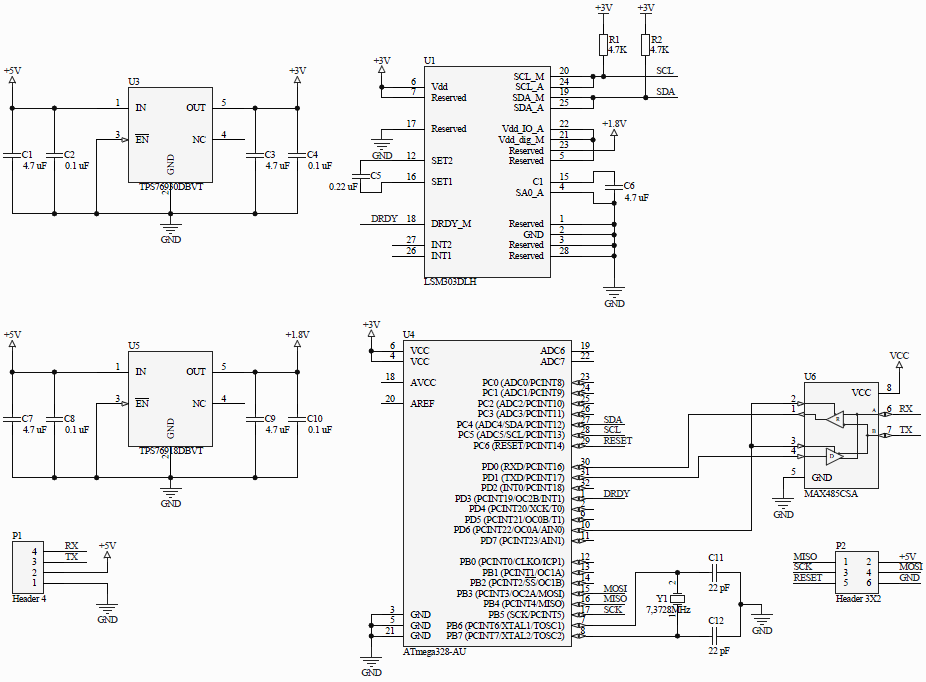 +5V
U3
+3V
1 IN OUT 5
3 EN NC 4
GND
2
TPS76930DBVT
C1
4.7 uF
C2
0.1 uF
C3
4.7 uF
C4
0.1 uF
GND
+3V
U1
+3V
+3V
R1
4.7K
R2
4.7K
6 Vdd
7 Reserved
17 Reserved
GND
12 SET2
C5
0.22 uF
16 SET1
DRDY 18 DRDY_M
27 INT2
26 INT1
SCL_M 20 SCL
SCL_A 24
SDA_M 19 SDA
SDA_A 25
Vdd_IO_A 22 +1.8V
Vdd_dig_M 21
Reserved 23
Reserved 5
C1 15
SA0_A 4
C6
4.7 uF
Reserved 1
GND 2
Reserved 3
Reserved 28
LSM303DLH
GND
+5V
U5
+1.8V
1 IN OUT 5
3 EN NC 4
GND
2
TPS76918DBVT
C7
4.7 uF
C8
0.1 uF
C9
4.7 uF
C10
0.1 uF
GND
P1
4 RX
3 TX
2 +5V
1
Header 4
GND
+3V
U4
6 VCC
4 VCC
18 AVCC
20 AREF
3 GND
5 GND
21 GND
GND
ATmega328-AU
ADC6 19
ADC7 22
PC0 (ADC0/PCINT8) 23
PC1 (ADC1/PCINT9) 24
PC2 (ADC2/PCINT10) 25
PC3 (ADC3/PCINT11) 26
PC4 (ADC4/SDA/PCINT12) 27 SDA
PC5 (ADC5/SCL/PCINT13) 28 SCL
PC6 (RESET/PCINT14) 29 RESET
PD0 (RXD/PCINT16) 30
PD1 (TXD/PCINT17) 31
PD2 (INT0/PCINT18) 32
PD3 (PCINT19/OC2B/INT1) 1 DRDY
PD4 (PCINT20/XCK/T0) 2
PD5 (PCINT21/OC0B/T1) 9
PD6 (PCINT22/OC0A/AIN0) 10
PD7 (PCINT23/AIN1) 11
PB0 (PCINT0/CLKO/ICP1) 12
PB1 (PCINT1/OC1A) 13
PB2 (PCINT2/SS/OC1B) 14
PB3 (PCINT3/OC2A/MOSI) 15 MOSI
PB4 (PCINT4/MISO) 16 MISO
PB5 (SCK/PCINT5) 17 SCK
PB6 (PCINT6/XTAL1/TOSC1) 7
PB7 (PCINT7/XTAL2/TOSC2) 8
2
Y1
7,3728MHz
1
C11
22 pF
C12
22 pF
GND
VCC
U6
VCC 8
2
1
R A 6 RX
B 7 TX
3
4
D
5 GND
MAX485CSA
GND
P2
MISO 1 2 +5V
SCK 3 4 MOSI
RESET 5 6 GND
Header 3X2